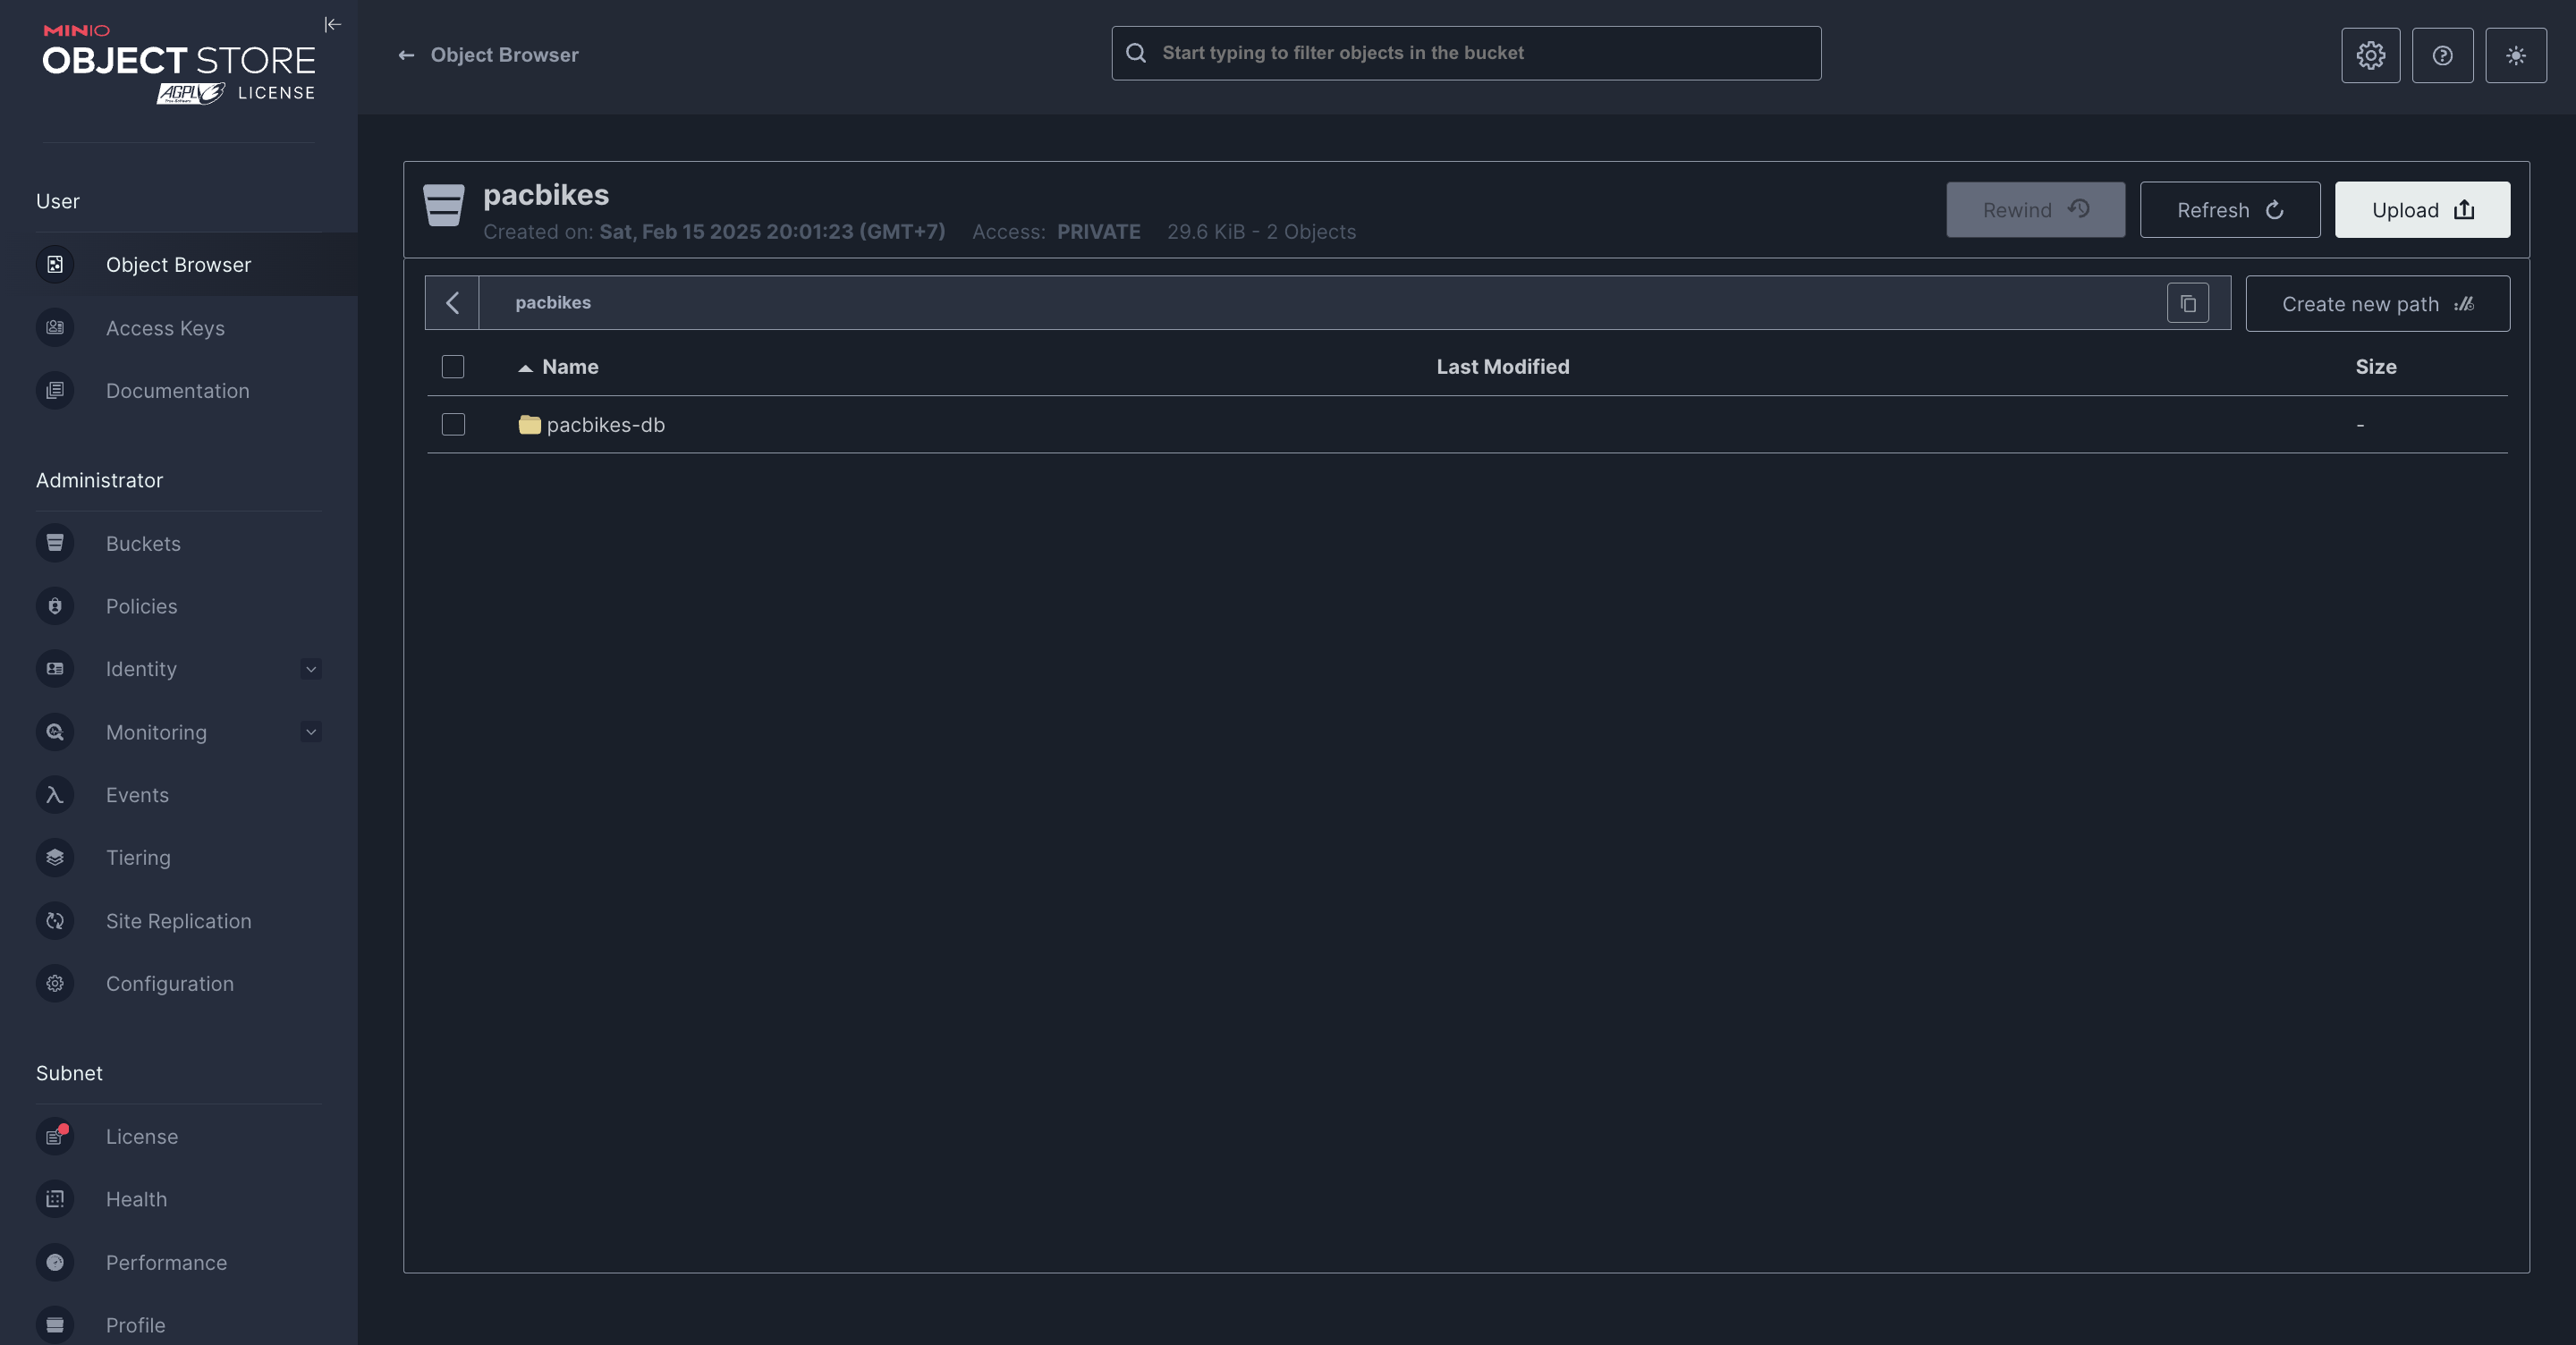 MINIO
OBJECT STORE
AGPL LICENSE
User
Object Browser
Access Keys
Documentation
Administrator
Buckets
Policies
Identity
Monitoring
Events
Tiering
Site Replication
Configuration
Subnet
License
Health
Performance
Profile
Object Browser
Start typing to filter objects in the bucket
pacbikes
Created on: Sat, Feb 15 2025 20:01:23 (GMT+7) Access: PRIVATE 29.6 KiB - 2 Objects
Rewind Refresh Upload
pacbikes
Create new path
Name Last Modified Size
pacbikes-db -